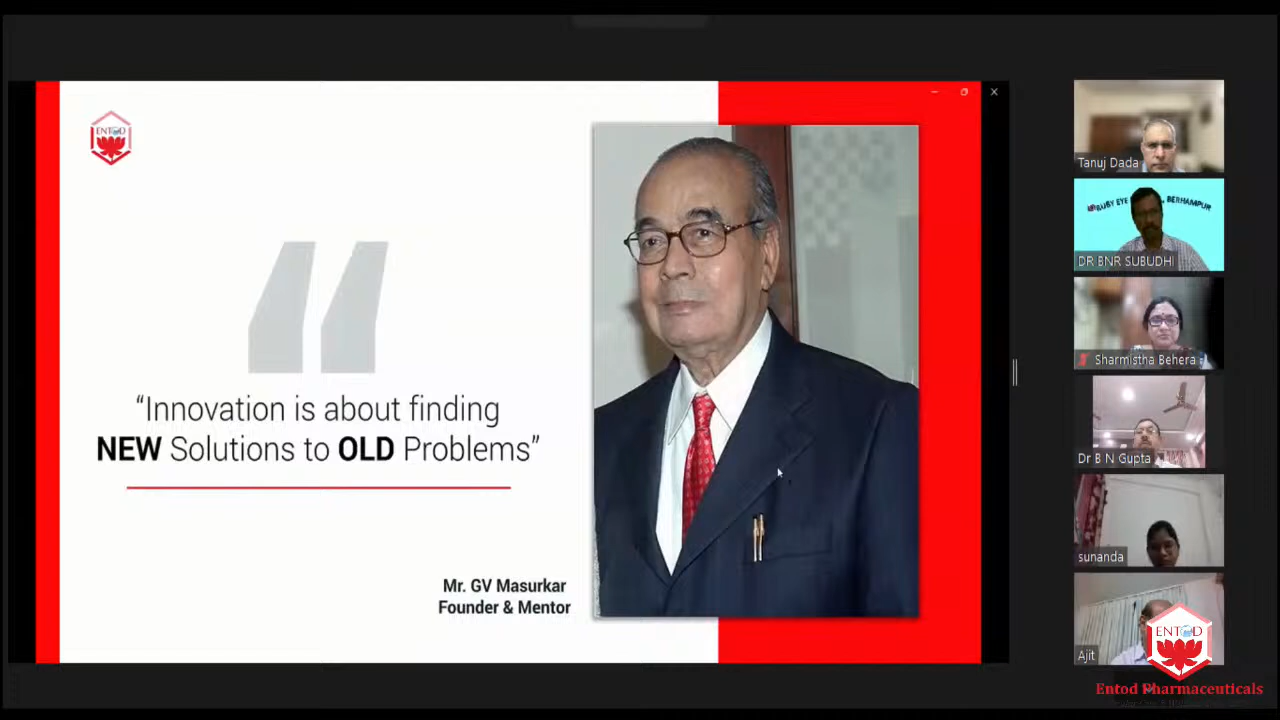 ENTOD
“Innovation is about finding
NEW Solutions to OLD Problems”
Mr. GV Masurkar
Founder & Mentor
Tanuj Dada
RUBY EYE
, BERHAMPUR
DR BNR SUBUDHI
Sharmistha Behera
Dr B N Gupta
sunanda
Ajit
ENTOD
Entod Pharmaceuticals